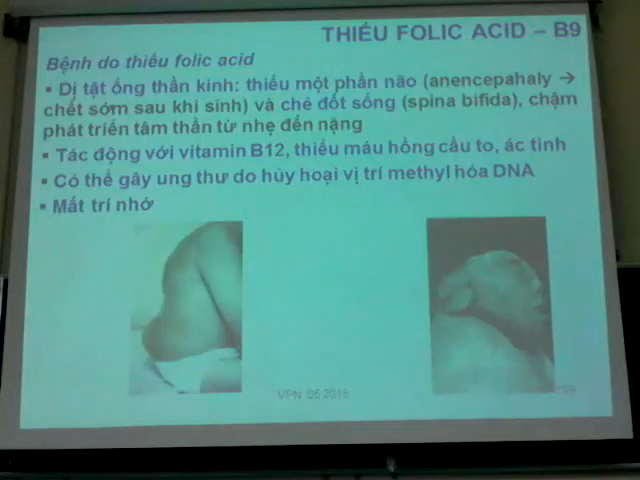 THIẾU FOLIC ACID – B9
Bệnh do thiếu folic acid
▪ Dị tật ống thần kinh: thiếu một phần não (anencepahaly →
chết sớm sau khi sinh) và chẻ đốt sống (spina bifida), chậm
phát triển tâm thần từ nhẹ đến nặng
▪ Tác động với vitamin B12, thiếu máu hồng cầu to, ác tính
▪ Có thể gây ung thư do hủy hoại vị trí methyl hóa DNA
▪ Mất trí nhớ
VPN 05 2015